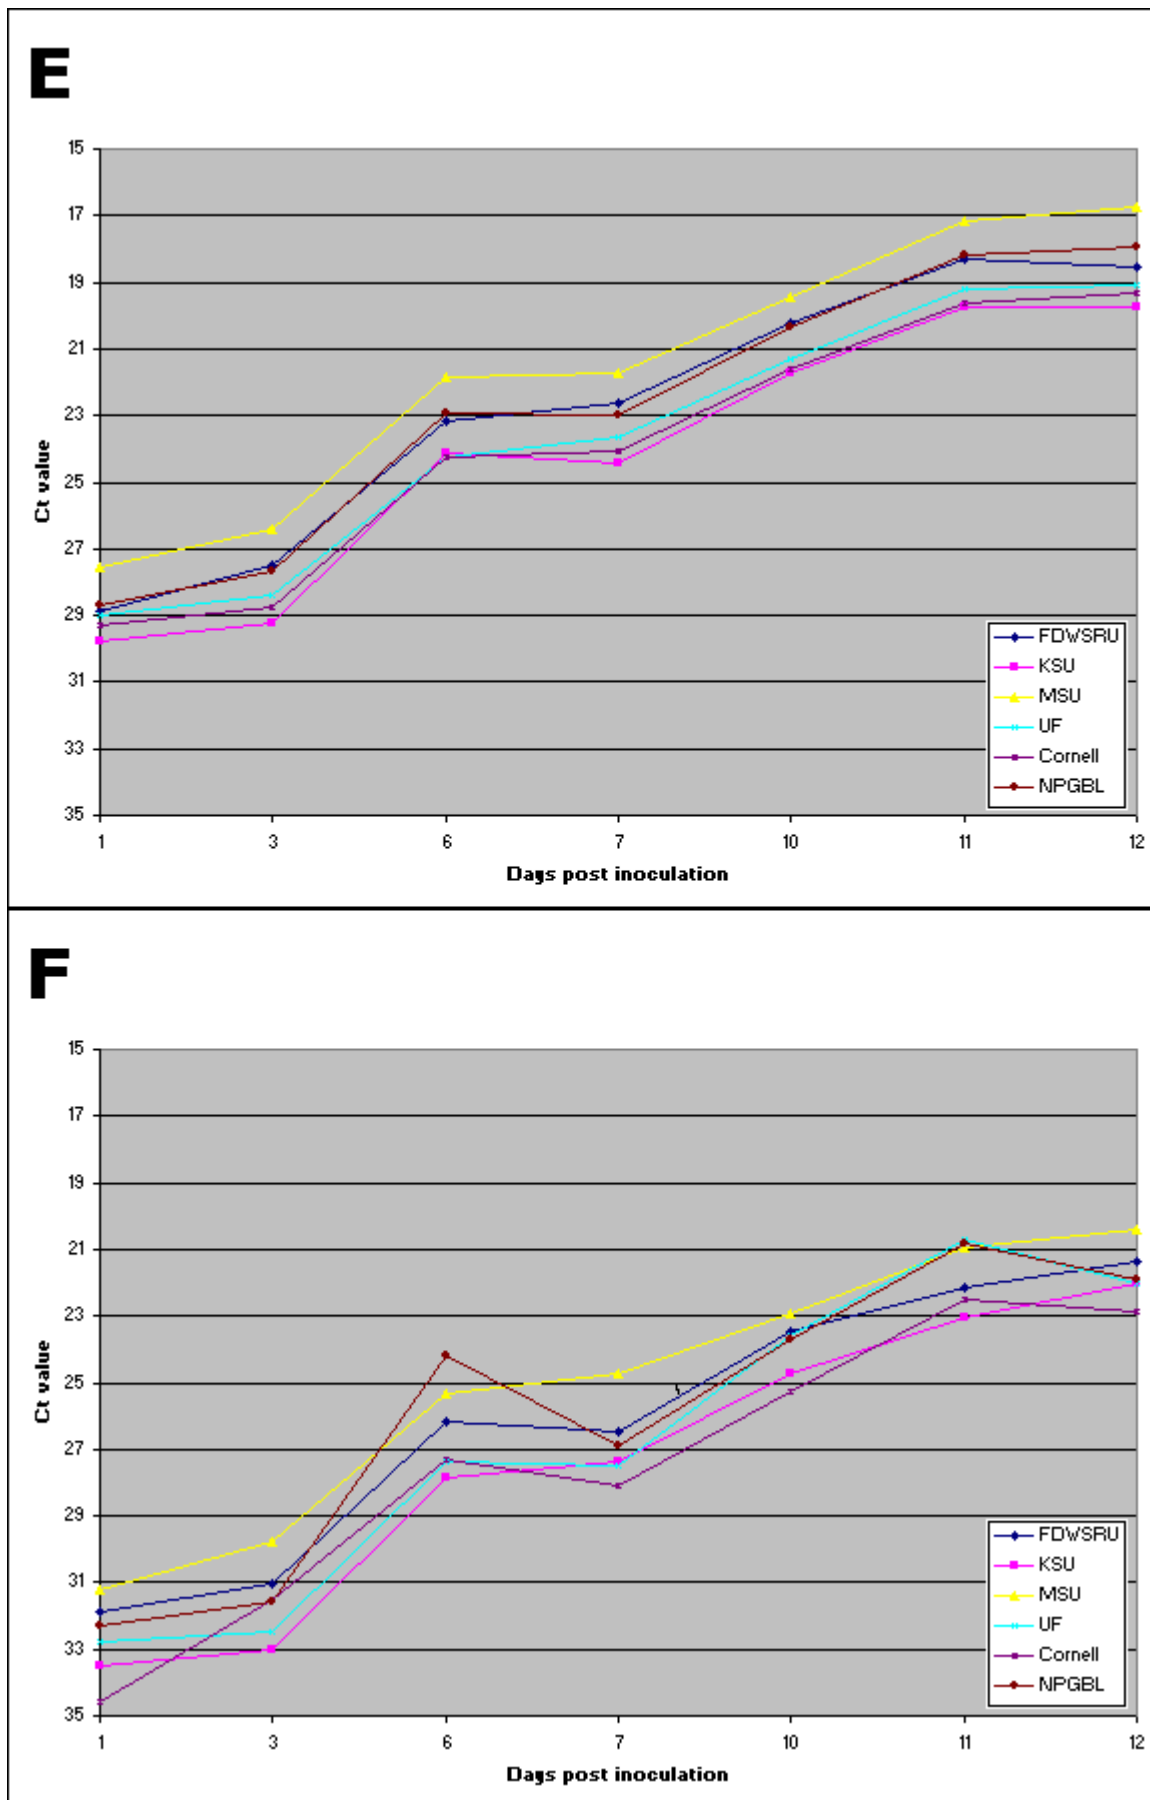 E
15
17
19
21
23
25
27
29
31
33
35
Ct value
1 3 6 7 10 11 12
Days post inoculation
FDWSRU
KSU
MSU
UF
Cornell
NPGBL
F
15
17
19
21
23
25
27
29
31
33
35
Ct value
1 3 6 7 10 11 12
Days post inoculation
FDWSRU
KSU
MSU
UF
Cornell
NPGBL